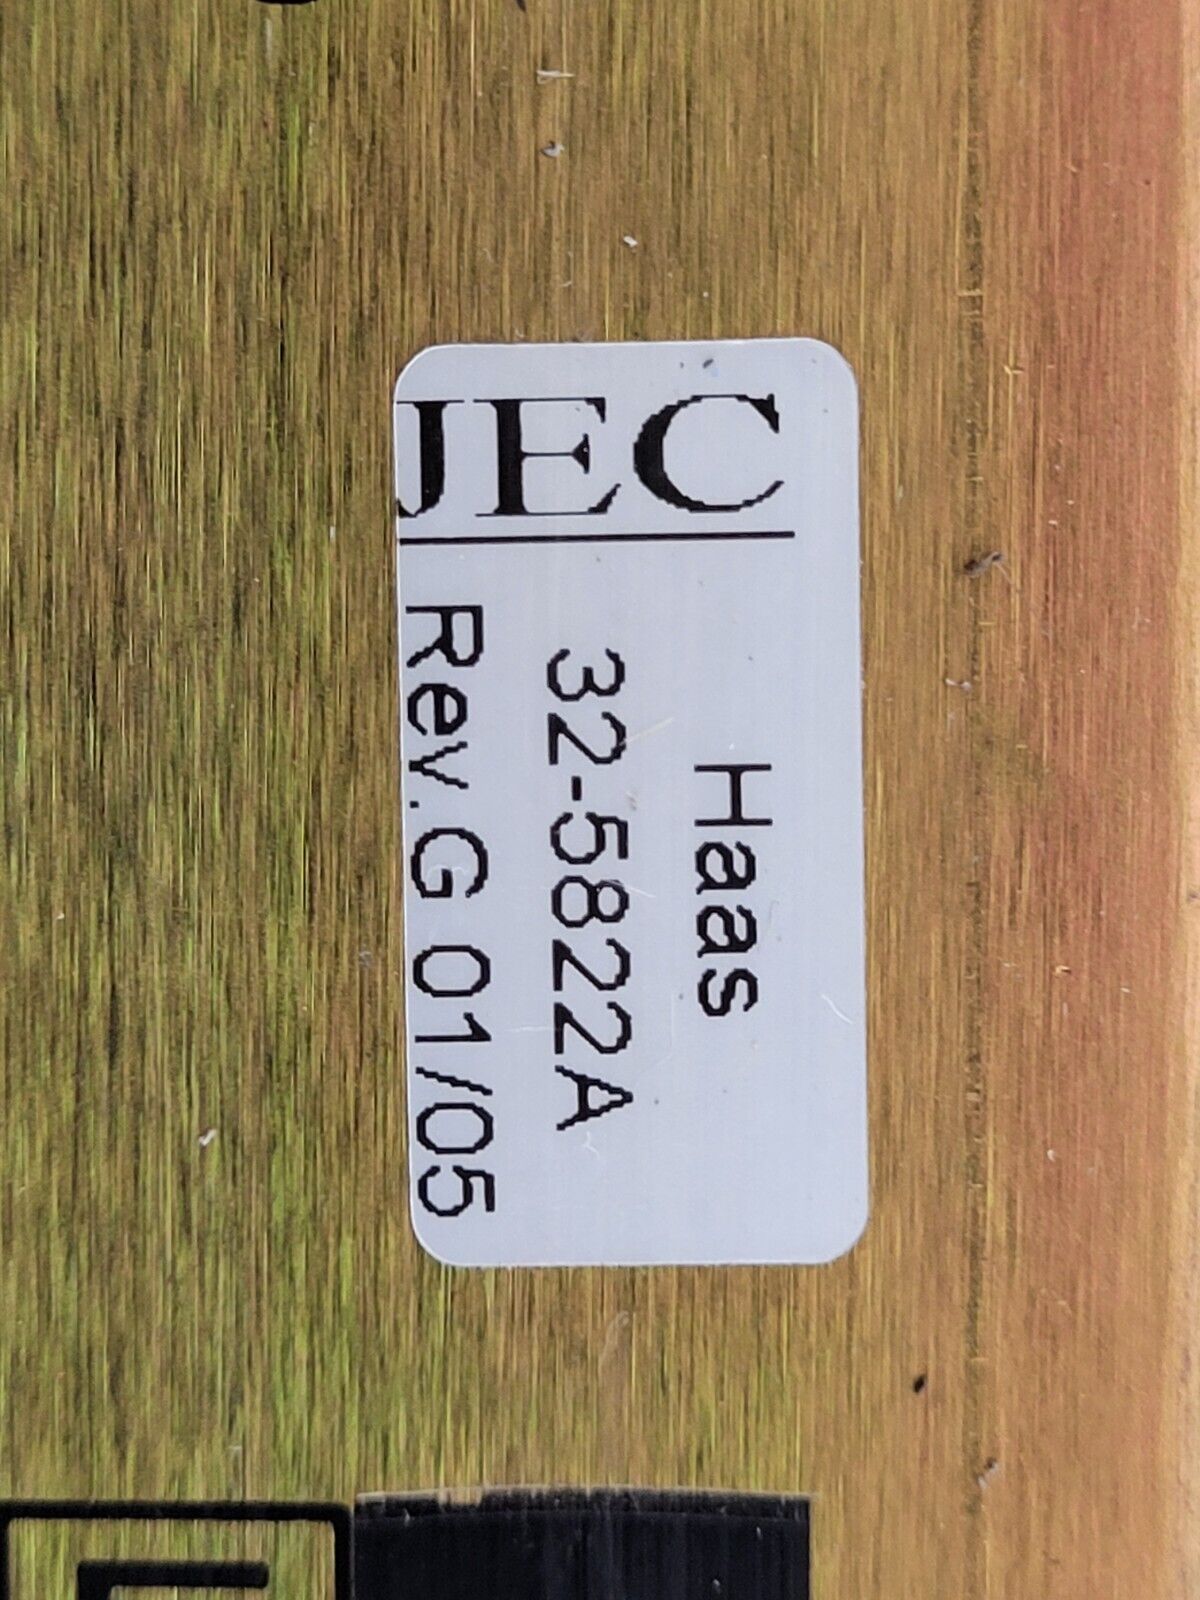 JEC
Haas
32-5822A
Rev.G 01/05